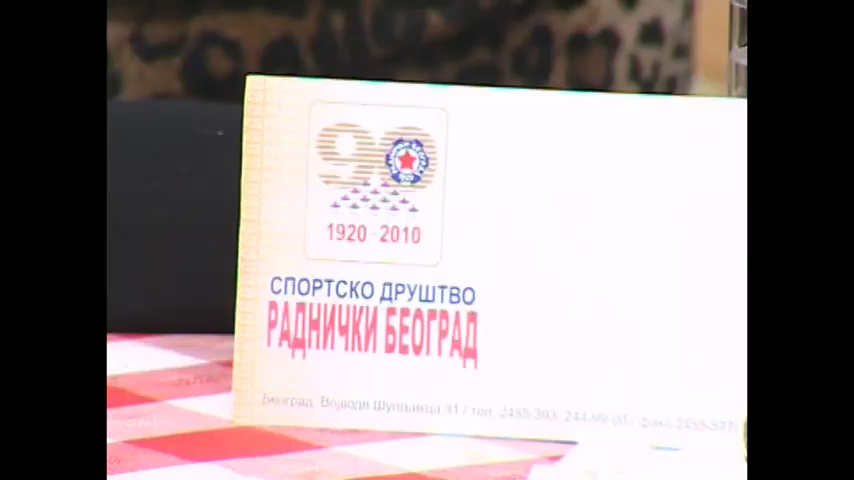 90
1920 - 2010
СПОРТСКО ДРУШТВО
РАДНИЧКИ БЕОГРАД
Београд, Војводе Шупљикца 41 / тел. 2455-393, 244-99-00 факс 2455-577